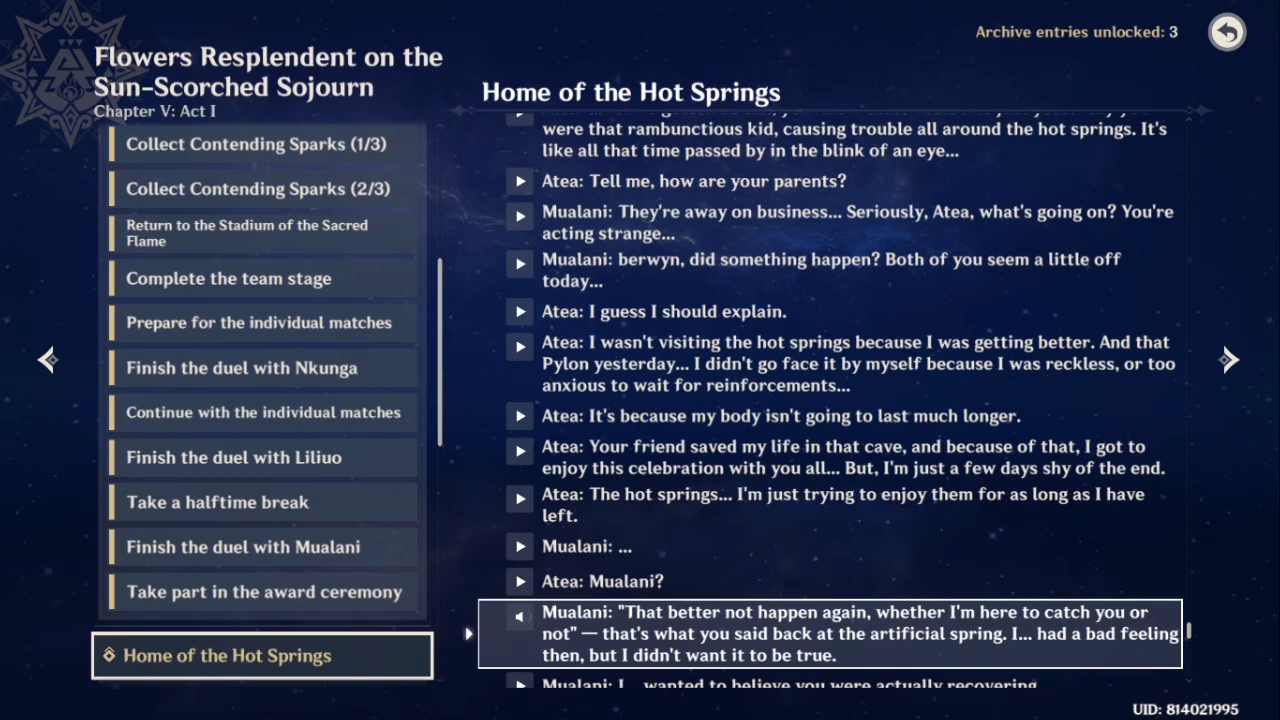 Archive entries unlocked: 3
Flowers Resplendent on the
Sun-Scorched Sojourn
Chapter V: Act I
Collect Contending Sparks (1/3)
Collect Contending Sparks (2/3)
Return to the Stadium of the Sacred
Flame
Complete the team stage
Prepare for the individual matches
Finish the duel with Nkunga
Continue with the individual matches
Finish the duel with Liliuo
Take a halftime break
Finish the duel with Mualani
Take part in the award ceremony
Home of the Hot Springs
Home of the Hot Springs
were that rambunctious kid, causing trouble all around the hot springs. It's
like all that time passed by in the blink of an eye...
Atea: Tell me, how are your parents?
Mualani: They're away on business... Seriously, Atea, what's going on? You're
acting strange...
Mualani: berwyn, did something happen? Both of you seem a little off
today...
Atea: I guess I should explain.
Atea: I wasn't visiting the hot springs because I was getting better. And that
Pylon yesterday... I didn't go face it by myself because I was reckless, or too
anxious to wait for reinforcements...
Atea: It's because my body isn't going to last much longer.
Atea: Your friend saved my life in that cave, and because of that, I got to
enjoy this celebration with you all... But, I'm just a few days shy of the end.
Atea: The hot springs... I'm just trying to enjoy them for as long as I have
left.
Mualani: ...
Atea: Mualani?
Mualani: "That better not happen again, whether I'm here to catch you or
not" — that's what you said back at the artificial spring. I... had a bad feeling
then, but I didn't want it to be true.
Mualani: I... wanted to believe you were actually recovering
UID: 814021995